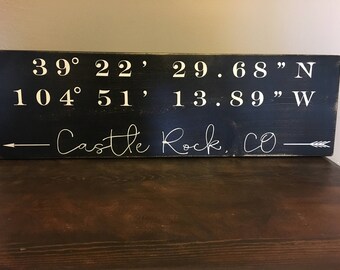 39° 22' 29.68" N
104° 51' 13.89" W
Castle Rock, CO